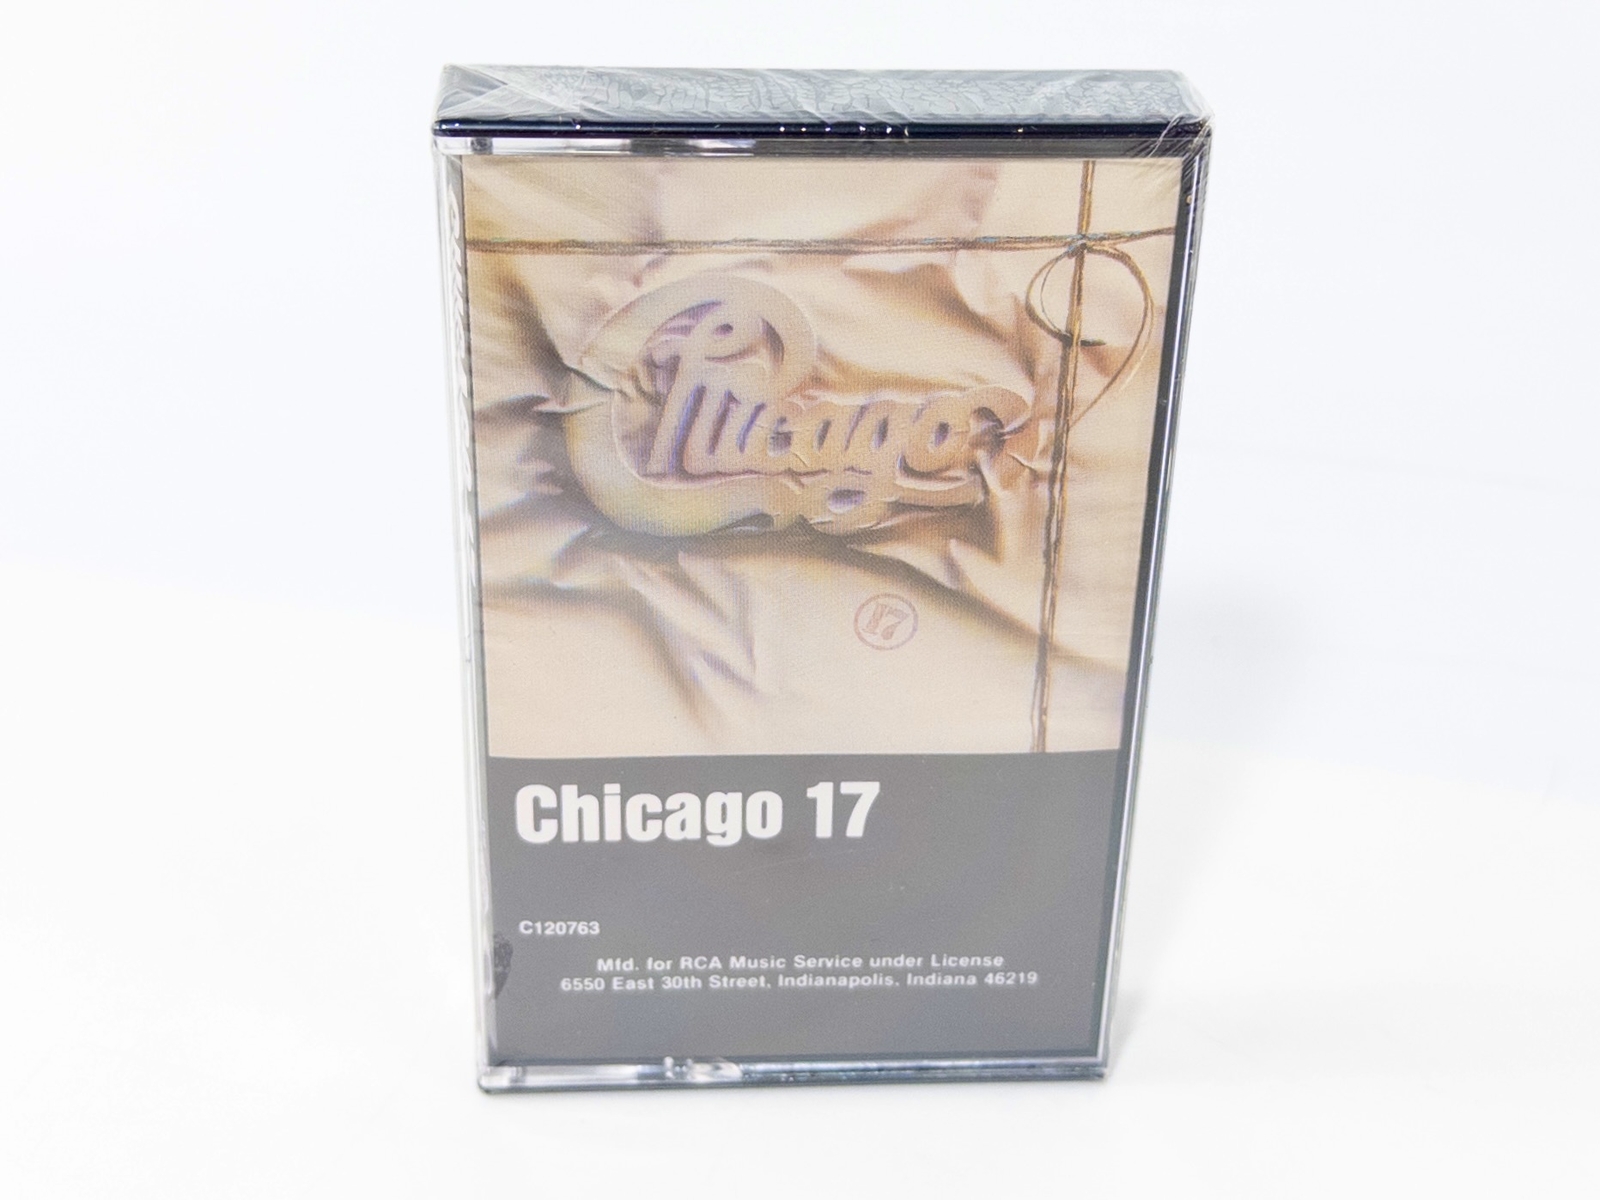 Chicago
17
Chicago 17
C120763
Mfd. for RCA Music Service under License
6550 East 30th Street, Indianapolis, Indiana 46219